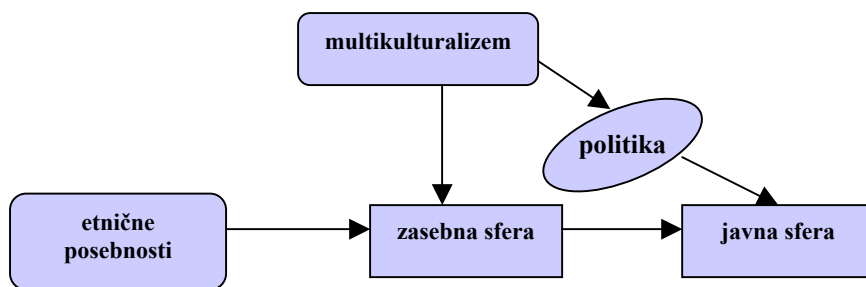 multikulturalizem
politika
etnične
posebnosti
zasebna sfera
javna sfera